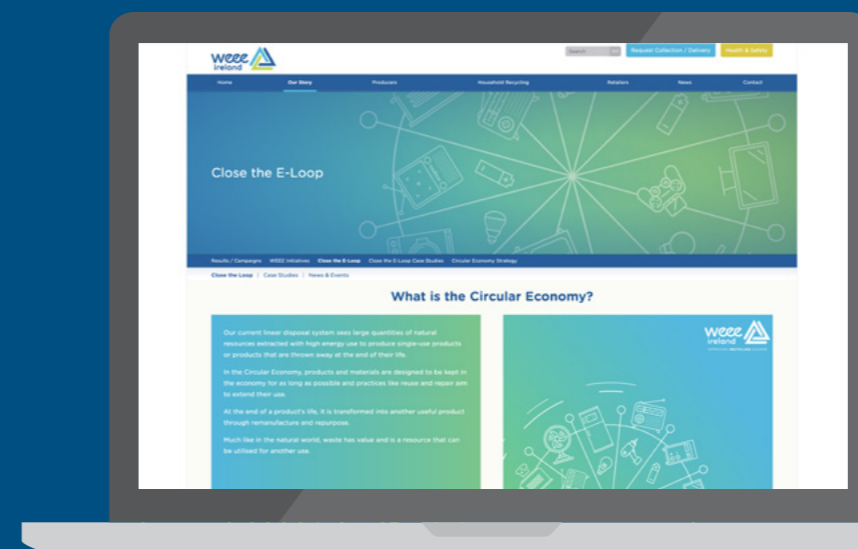 weee
ireland
Search
Request Collection / Delivery
Health & Safety
Home
Our Story
Producers
Household Recycling
Retailers
News
Contact
Close the E-Loop
Results / Campaigns
WEEE Initiatives
Close the E-Loop
Close the E-Loop Case Studies
Circular Economy Strategy
Close the Loop | Case Studies | News & Events
What is the Circular Economy?
Our current linear disposal system sees large quantities of natural
resources extracted with high energy use to produce single-use products
or products that are thrown away at the end of their life.
In the Circular Economy, products and materials are designed to be kept in
the economy for as long as possible and practices like reuse and repair aim
to extend their use.
At the end of a product's life, it is transformed into another useful product
through remanufacture and repurpose.
Much like in the natural world, waste has value and is a resource that can
be utilised for another use.
weee
ireland